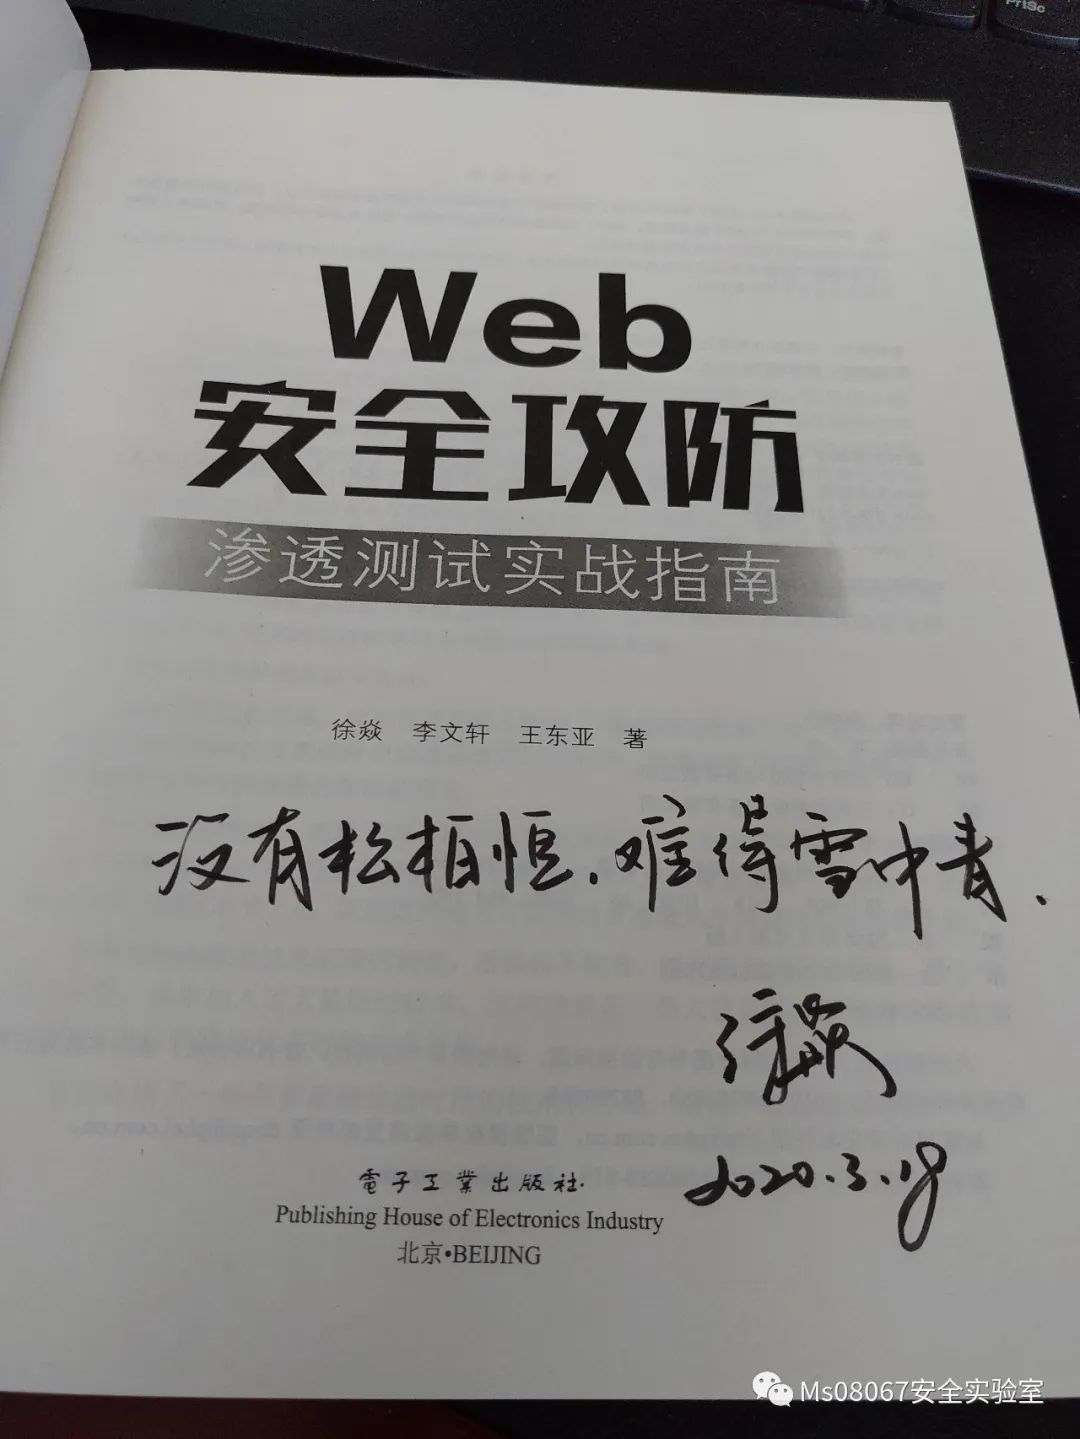 PrtSc
Web
安全攻防
渗透测试实战指南
徐焱 李文轩 王东亚 著
没有松柏恒.难得雪中青.
徐焱
2020.3.18
電子工業出版社
Publishing House of Electronics Industry
北京•BEIJING
Ms08067安全实验室